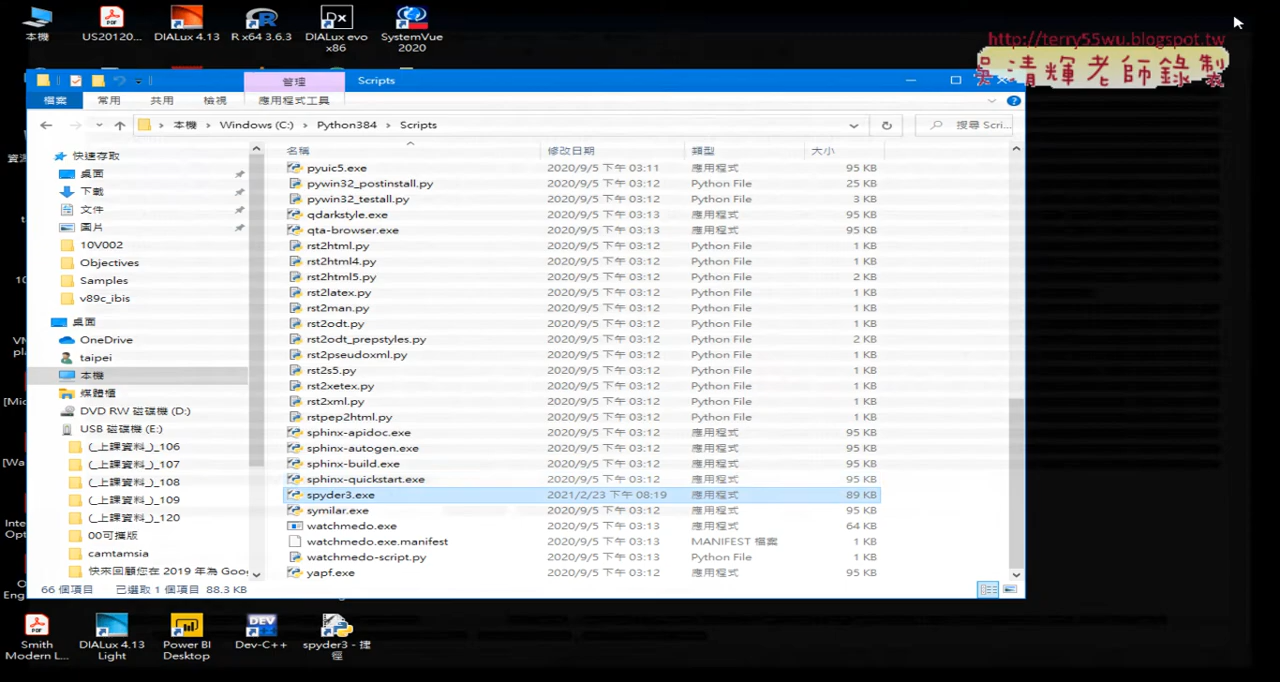 本機
US20120...
DIALux 4.13
R x64 3.6.3
DIALux evo
x86
SystemVue
2020
http://terry55wu.blogspot.tw
吳清輝老師錄製
管理
Scripts
檔案
常用
共用
檢視
應用程式工具
本機 > Windows (C:) > Python384 > Scripts
搜尋 Scri...
名稱
修改日期
類型
大小
快速存取
桌面
下載
文件
圖片
10V002
Objectives
Samples
v89c_ibis
桌面
OneDrive
taipei
本機
媒體櫃
DVD RW 磁碟機 (D:)
USB 磁碟機 (E:)
(_上課資料_)_106
(_上課資料_)_107
(_上課資料_)_108
(_上課資料_)_109
(_上課資料_)_120
00可攜版
camtamsia
快來回顧您在 2019 年為 Goo
pyuic5.exe 2020/9/5 下午 03:11 應用程式 95 KB
pywin32_postinstall.py 2020/9/5 下午 03:12 Python File 25 KB
pywin32_testall.py 2020/9/5 下午 03:12 Python File 3 KB
qdarkstyle.exe 2020/9/5 下午 03:13 應用程式 95 KB
qta-browser.exe 2020/9/5 下午 03:13 應用程式 95 KB
rst2html.py 2020/9/5 下午 03:12 Python File 1 KB
rst2html4.py 2020/9/5 下午 03:12 Python File 1 KB
rst2html5.py 2020/9/5 下午 03:12 Python File 2 KB
rst2latex.py 2020/9/5 下午 03:12 Python File 1 KB
rst2man.py 2020/9/5 下午 03:12 Python File 1 KB
rst2odt.py 2020/9/5 下午 03:12 Python File 1 KB
rst2odt_prepstyles.py 2020/9/5 下午 03:12 Python File 2 KB
rst2pseudoxml.py 2020/9/5 下午 03:12 Python File 1 KB
rst2s5.py 2020/9/5 下午 03:12 Python File 1 KB
rst2xetex.py 2020/9/5 下午 03:12 Python File 1 KB
rst2xml.py 2020/9/5 下午 03:12 Python File 1 KB
rstpep2html.py 2020/9/5 下午 03:12 Python File 1 KB
sphinx-apidoc.exe 2020/9/5 下午 03:12 應用程式 95 KB
sphinx-autogen.exe 2020/9/5 下午 03:12 應用程式 95 KB
sphinx-build.exe 2020/9/5 下午 03:12 應用程式 95 KB
sphinx-quickstart.exe 2020/9/5 下午 03:12 應用程式 95 KB
spyder3.exe 2021/2/23 下午 08:19 應用程式 89 KB
symilar.exe 2020/9/5 下午 03:12 應用程式 95 KB
watchmedo.exe 2020/9/5 下午 03:13 應用程式 64 KB
watchmedo.exe.manifest 2020/9/5 下午 03:13 MANIFEST 檔案 1 KB
watchmedo-script.py 2020/9/5 下午 03:13 Python File 1 KB
yapf.exe 2020/9/5 下午 03:12 應用程式 95 KB
66 個項目 已選取 1 個項目 88.3 KB
Smith
Modern L...
DIALux 4.13
Light
Power BI
Desktop
DEV
Dev-C++
spyder3 - 捷
徑